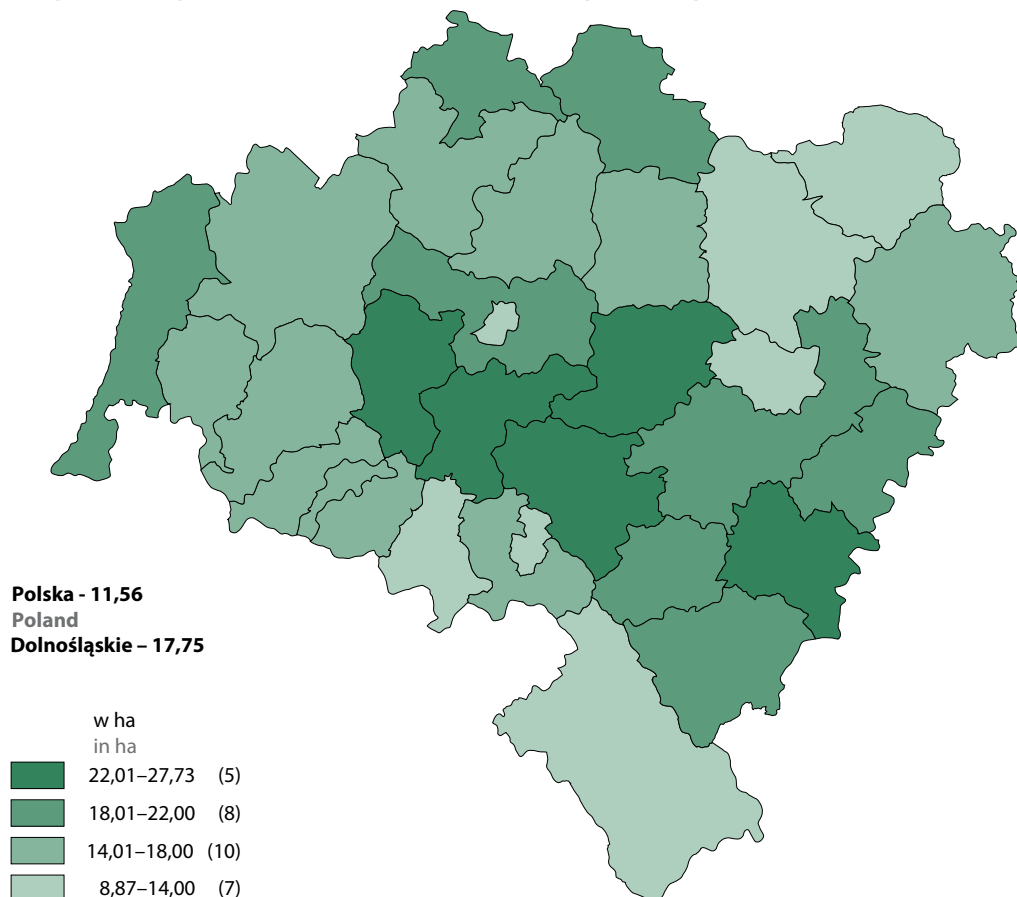 Polska - 11,56
Poland
Dolnośląskie – 17,75
w ha
in ha
22,01–27,73 (5)
18,01–22,00 (8)
14,01–18,00 (10)
8,87–14,00 (7)